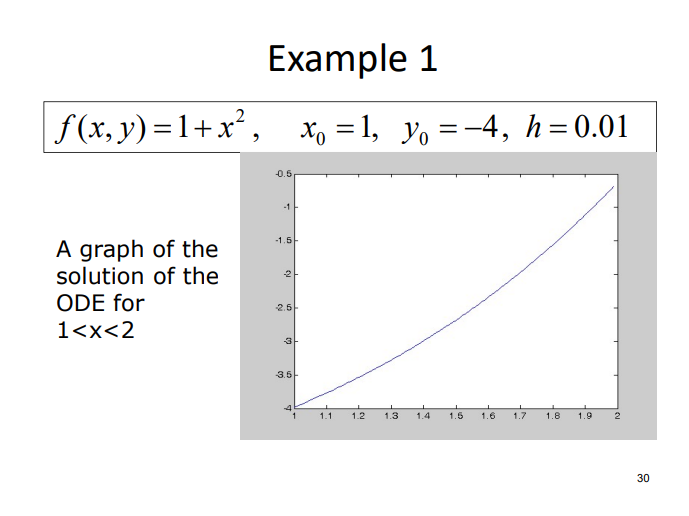 Example 1
f(x, y) = 1 + x², x₀ = 1, y₀ = −4, h = 0.01
A graph of the
solution of the
ODE for
1<x<2
-0.5
-1
-1.5
-2
-2.5
-3
-3.5
-4
1 1.1 1.2 1.3 1.4 1.5 1.6 1.7 1.8 1.9 2
30